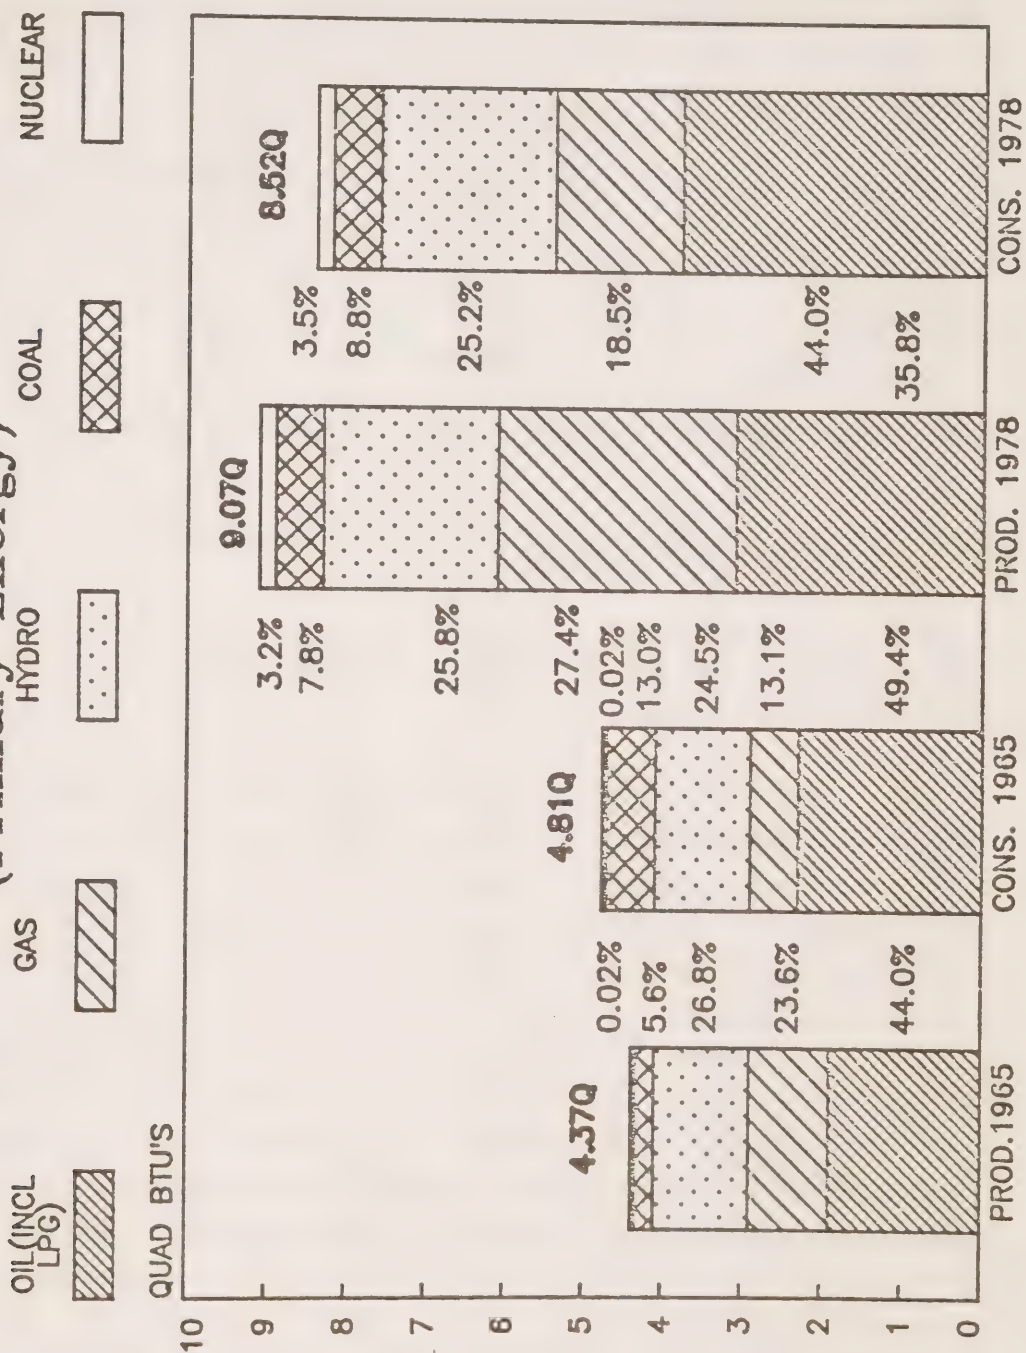 (Primary Energy)
OIL(INCL LPG)
GAS
HYDRO
COAL
NUCLEAR
QUAD BTU'S
10
9
8
7
6
5
4
3
2
1
0
4.37Q
0.02%
5.6%
26.8%
23.6%
44.0%
PROD.1965
4.81Q
0.02%
13.0%
24.5%
13.1%
49.4%
CONS. 1965
9.07Q
3.2%
7.8%
25.8%
27.4%
35.8%
PROD. 1978
8.52Q
3.5%
8.8%
25.2%
18.5%
44.0%
CONS. 1978